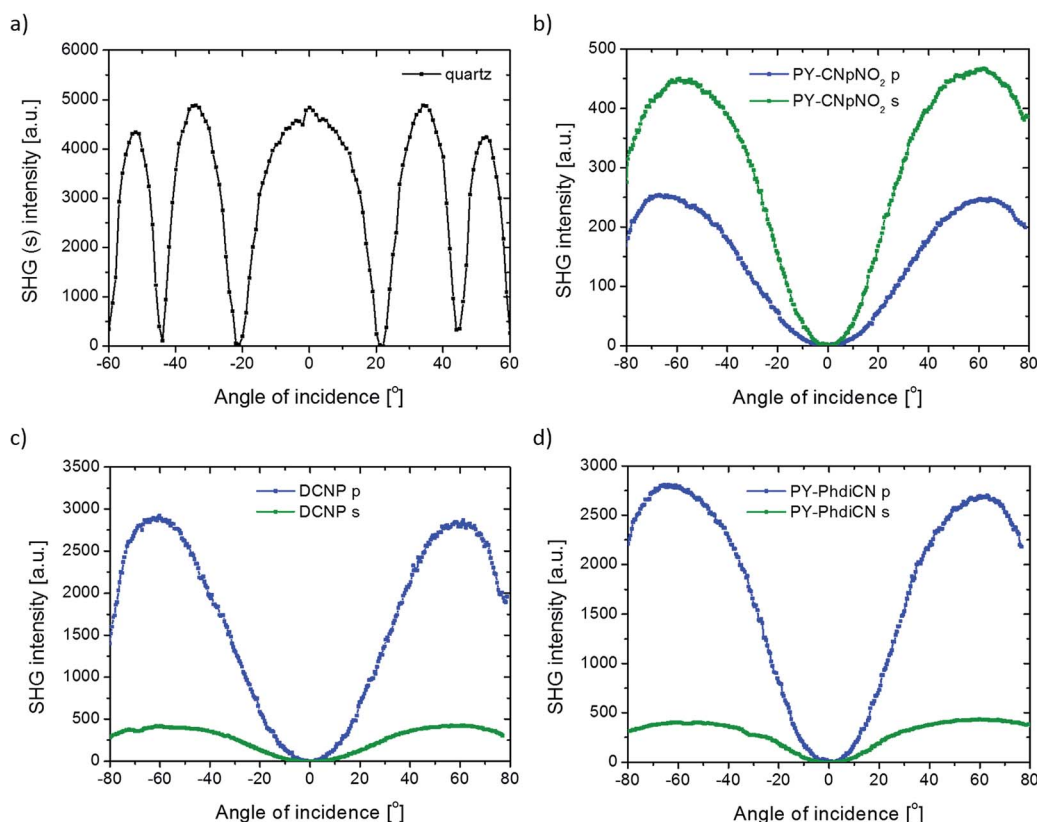 a)
6000
5000
4000
3000
2000
1000
0
SHG (s) intensity [a.u.]
quartz
-60 -40 -20 0 20 40 60
Angle of incidence [°]
b)
500
400
300
200
100
0
SHG intensity [a.u.]
PY-CNpNO₂ p
PY-CNpNO₂ s
-80 -60 -40 -20 0 20 40 60 80
Angle of incidence [°]
c)
3500
3000
2500
2000
1500
1000
500
0
SHG intensity [a.u.]
DCNP p
DCNP s
-80 -60 -40 -20 0 20 40 60 80
Angle of incidence [°]
d)
3000
2500
2000
1500
1000
500
0
SHG intensity [a.u.]
PY-PhdiCN p
PY-PhdiCN s
-80 -60 -40 -20 0 20 40 60 80
Angle of incidence [°]